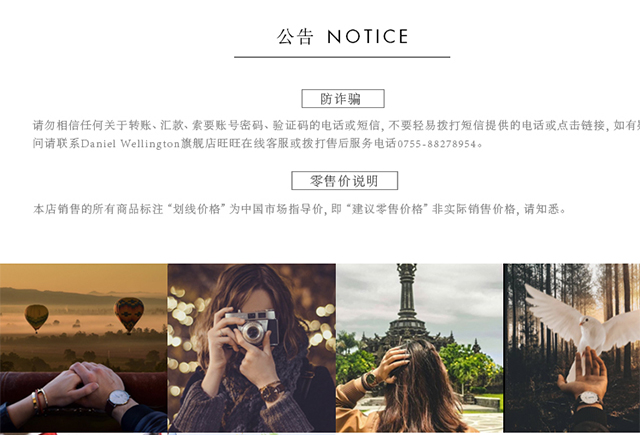 公告 NOTICE
防诈骗
请勿相信任何关于转账、汇款、索要账号密码、验证码的电话或短信, 不要轻易拨打短信提供的电话或点击链接, 如有
问请联系Daniel Wellington旗舰店旺旺在线客服或拨打售后服务电话0755-88278954。
零售价说明
本店销售的所有商品标注 “划线价格” 为中国市场指导价, 即 “建议零售价格” 非实际销售价格, 请知悉。